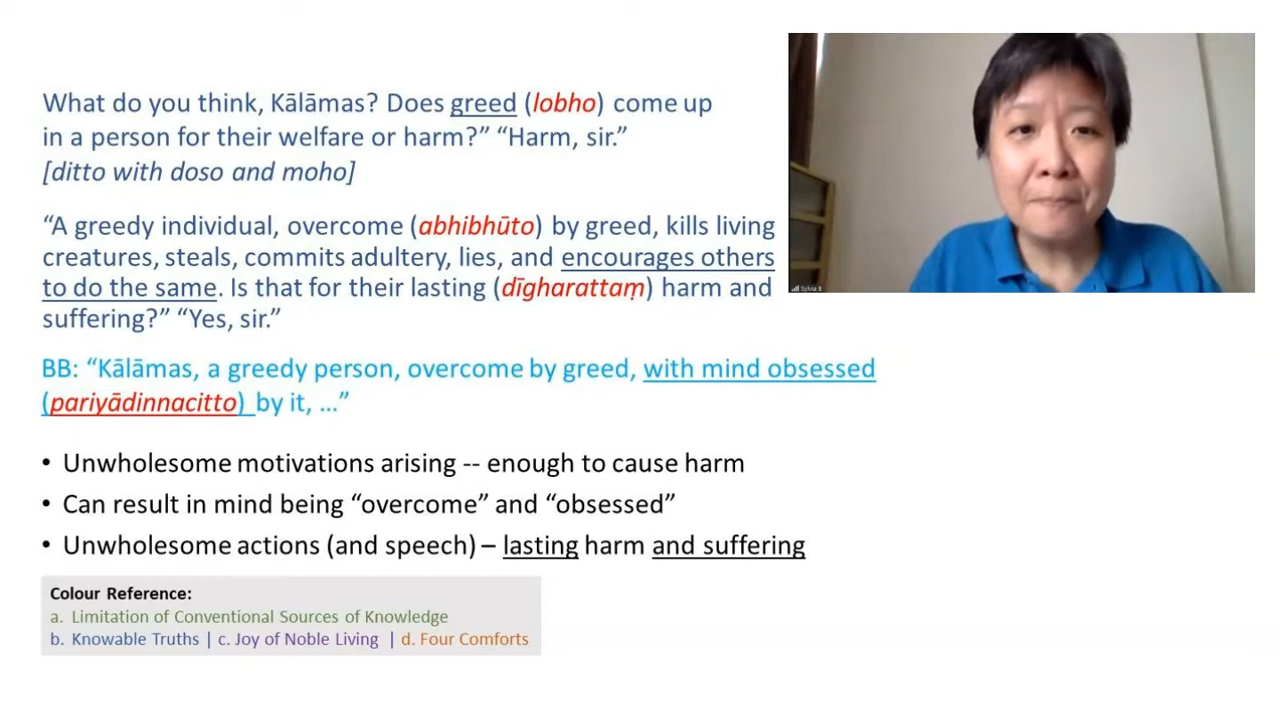 What do you think, Kālāmas? Does greed (lobho) come up
in a person for their welfare or harm?” “Harm, sir.”
[ditto with doso and moho]
“A greedy individual, overcome (abhibhūto) by greed, kills living
creatures, steals, commits adultery, lies, and encourages others
to do the same. Is that for their lasting (dīgharattaṃ) harm and
suffering?” “Yes, sir.”
BB: “Kālāmas, a greedy person, overcome by greed, with mind obsessed
(pariyādinnacitto) by it, …”
• Unwholesome motivations arising -- enough to cause harm
• Can result in mind being “overcome” and “obsessed”
• Unwholesome actions (and speech) – lasting harm and suffering
Colour Reference:
a. Limitation of Conventional Sources of Knowledge
b. Knowable Truths | c. Joy of Noble Living | d. Four Comforts